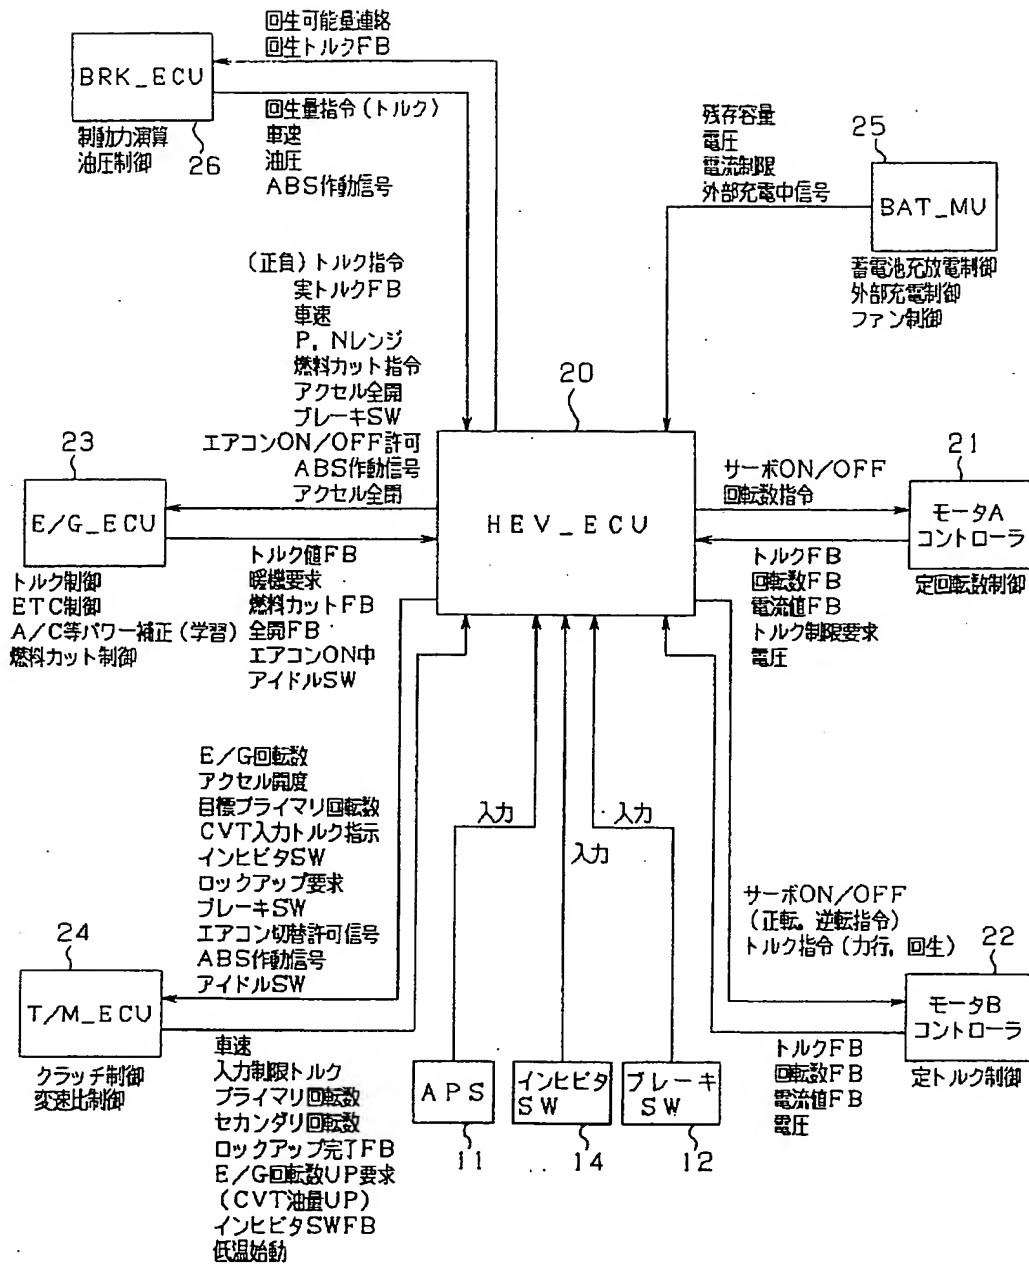 回生可能量連絡
回生トルクFB
BRK_ECU
制動力演算
油圧制御
26
回生量指令(トルク)
車速
油圧
ABS作動信号
残存容量
電圧
電流制限
外部充電中信号
25
BAT_MU
蓄電池充放電制御
外部充電制御
ファン制御
(正負)トルク指令
実トルクFB
車速
P,Nレンジ
燃料カット指令
アクセル全開
ブレーキSW
エアコンON/OFF許可
ABS作動信号
アクセル全閉
20
HEV_ECU
23
E/G_ECU
トルク制御
ETC制御
A/C等パワー補正(学習)
燃料カット制御
トルク値FB
暖機要求
燃料カットFB
全開FB
エアコンON中
アイドルSW
サーボON/OFF
回転数指令
21
モータA
コントローラ
定回転数制御
トルクFB
回転数FB
電流値FB
トルク制限要求
電圧
E/G回転数
アクセル開度
目標プライマリ回転数
CVT入力トルク指示
インヒビタSW
ロックアップ要求
ブレーキSW
エアコン切替許可信号
ABS作動信号
アイドルSW
24
T/M_ECU
クラッチ制御
変速比制御
車速
入力制限トルク
プライマリ回転数
セカンダリ回転数
ロックアップ完了FB
E/G回転数UP要求
(CVT油量UP)
インヒビタSWFB
低温始動
入力
入力
入力
APS
11
インヒビタ
SW
14
ブレーキ
SW
12
サーボON/OFF
(正転,逆転指令)
トルク指令(力行,回生)
22
モータB
コントローラ
定トルク制御
トルクFB
回転数FB
電流値FB
電圧